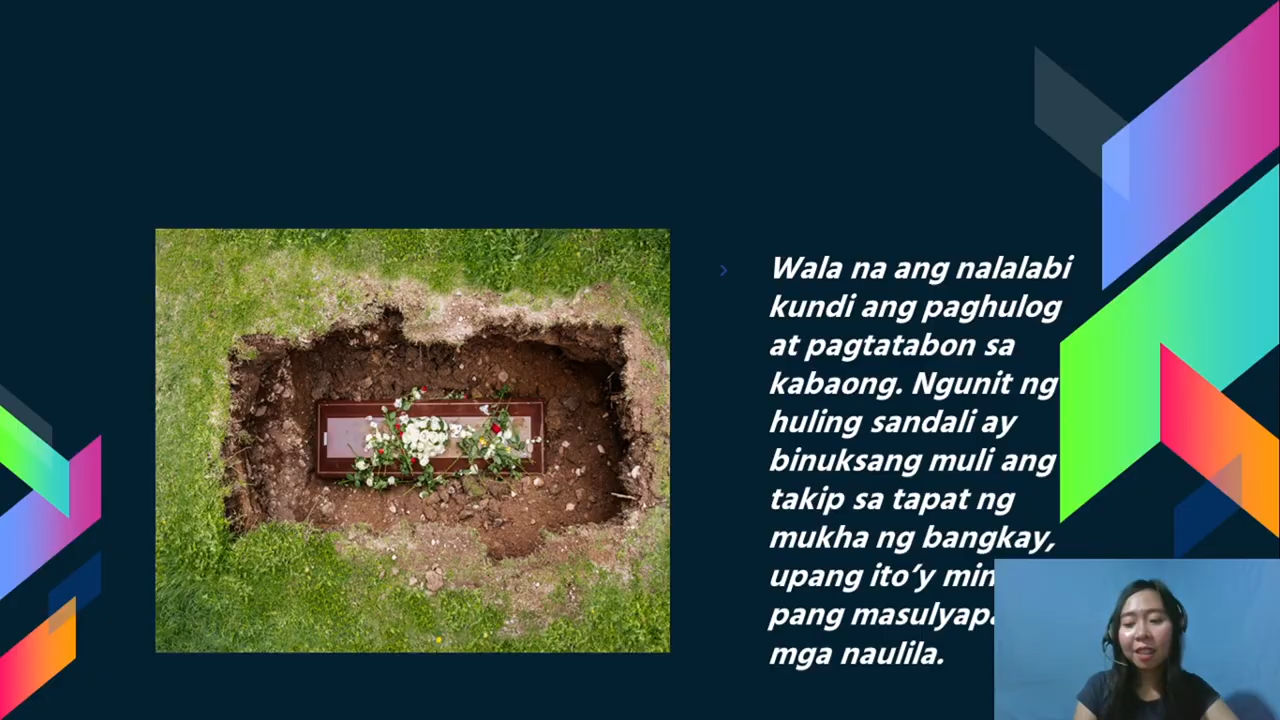 Wala na ang nalalabi
kundi ang paghulog
at pagtatabon sa
kabaong. Ngunit ng
huling sandali ay
binuksang muli ang
takip sa tapat ng
mukha ng bangkay,
upang ito’y
pang
mga naulila.